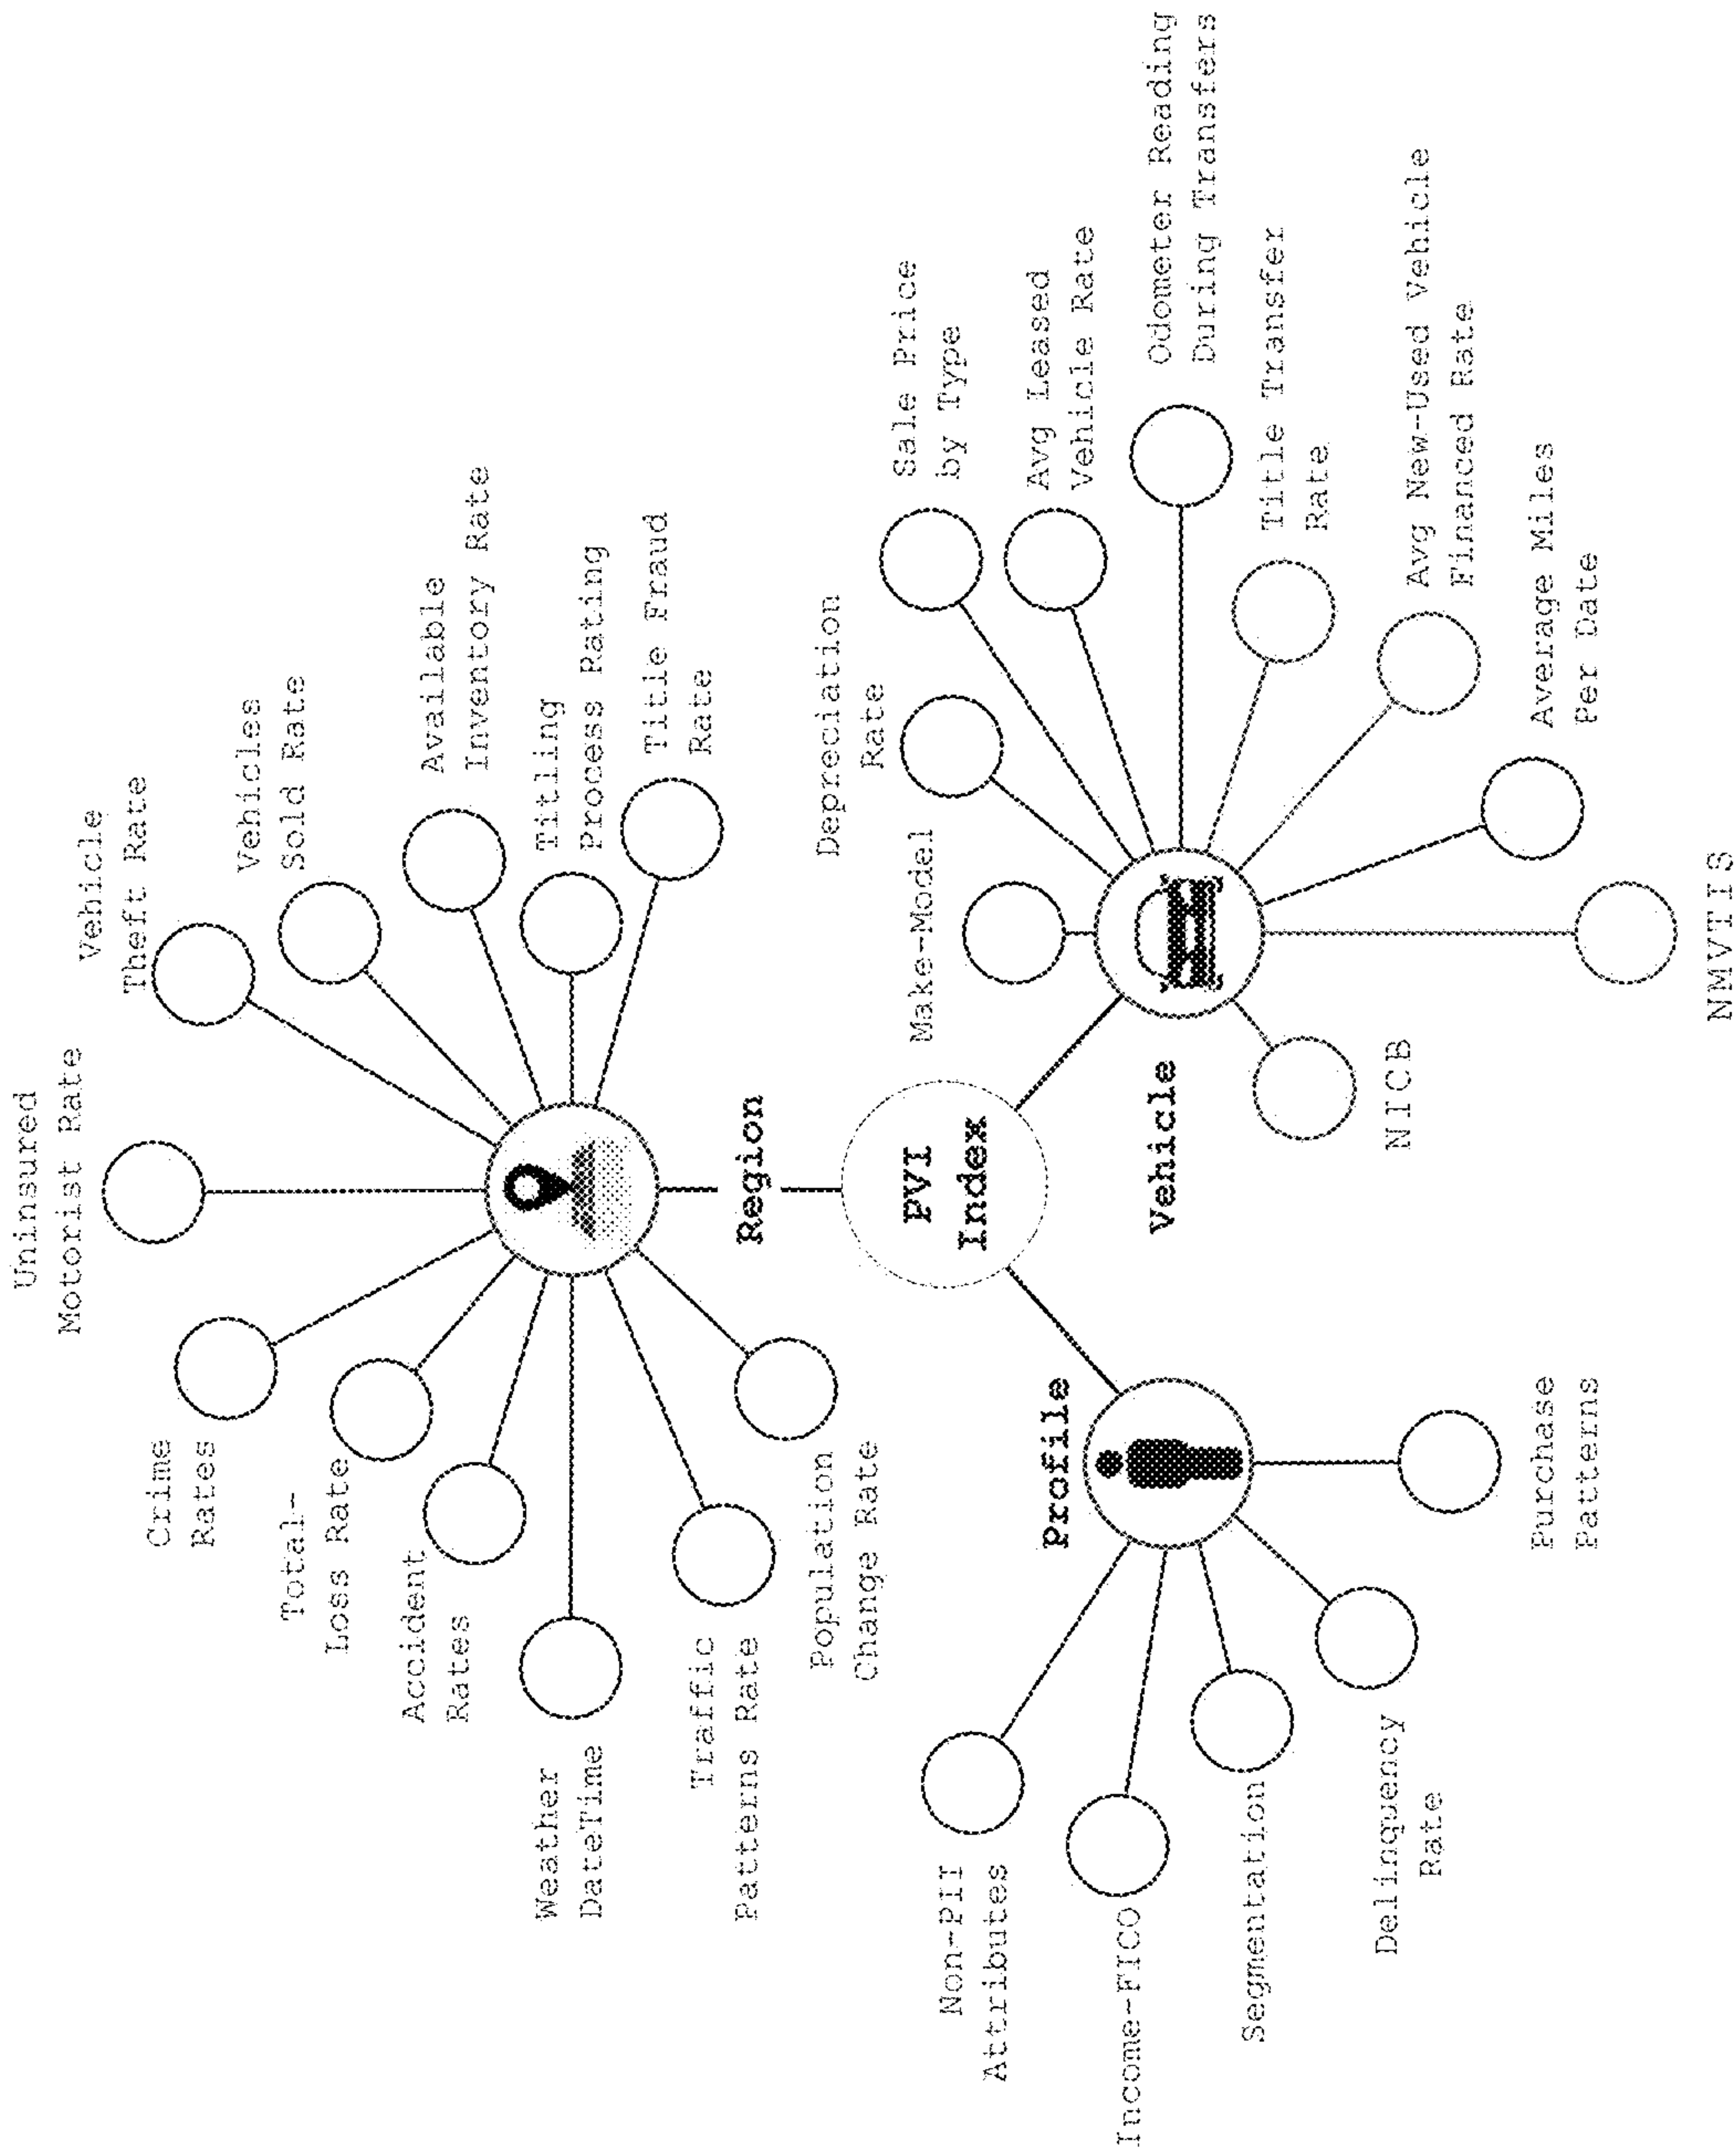 Uninsured
Motorist Rate
Vehicle
Theft Rate
Crime
Rates
Vehicles
Sold Rate
Total-
Loss Rate
Accident
Rates
Available
Inventory Rate
Weather
DateTime
Titling
Process Rating
Traffic
Patterns Rate
Title Fraud
Rate
Population
Change Rate
Region
PVI
Index
Depreciation
Rate
Sale Price
by Type
Make-Model
Avg Leased
Vehicle Rate
Odometer Reading
During Transfers
Vehicle
Title Transfer
Rate
Avg New-Used Vehicle
Financed Rate
NICB
Average Miles
Per Date
NMVTIS
Profile
Non-PII
Attributes
Income-FICO
Segmentation
Delinquency
Rate
Purchase
Patterns